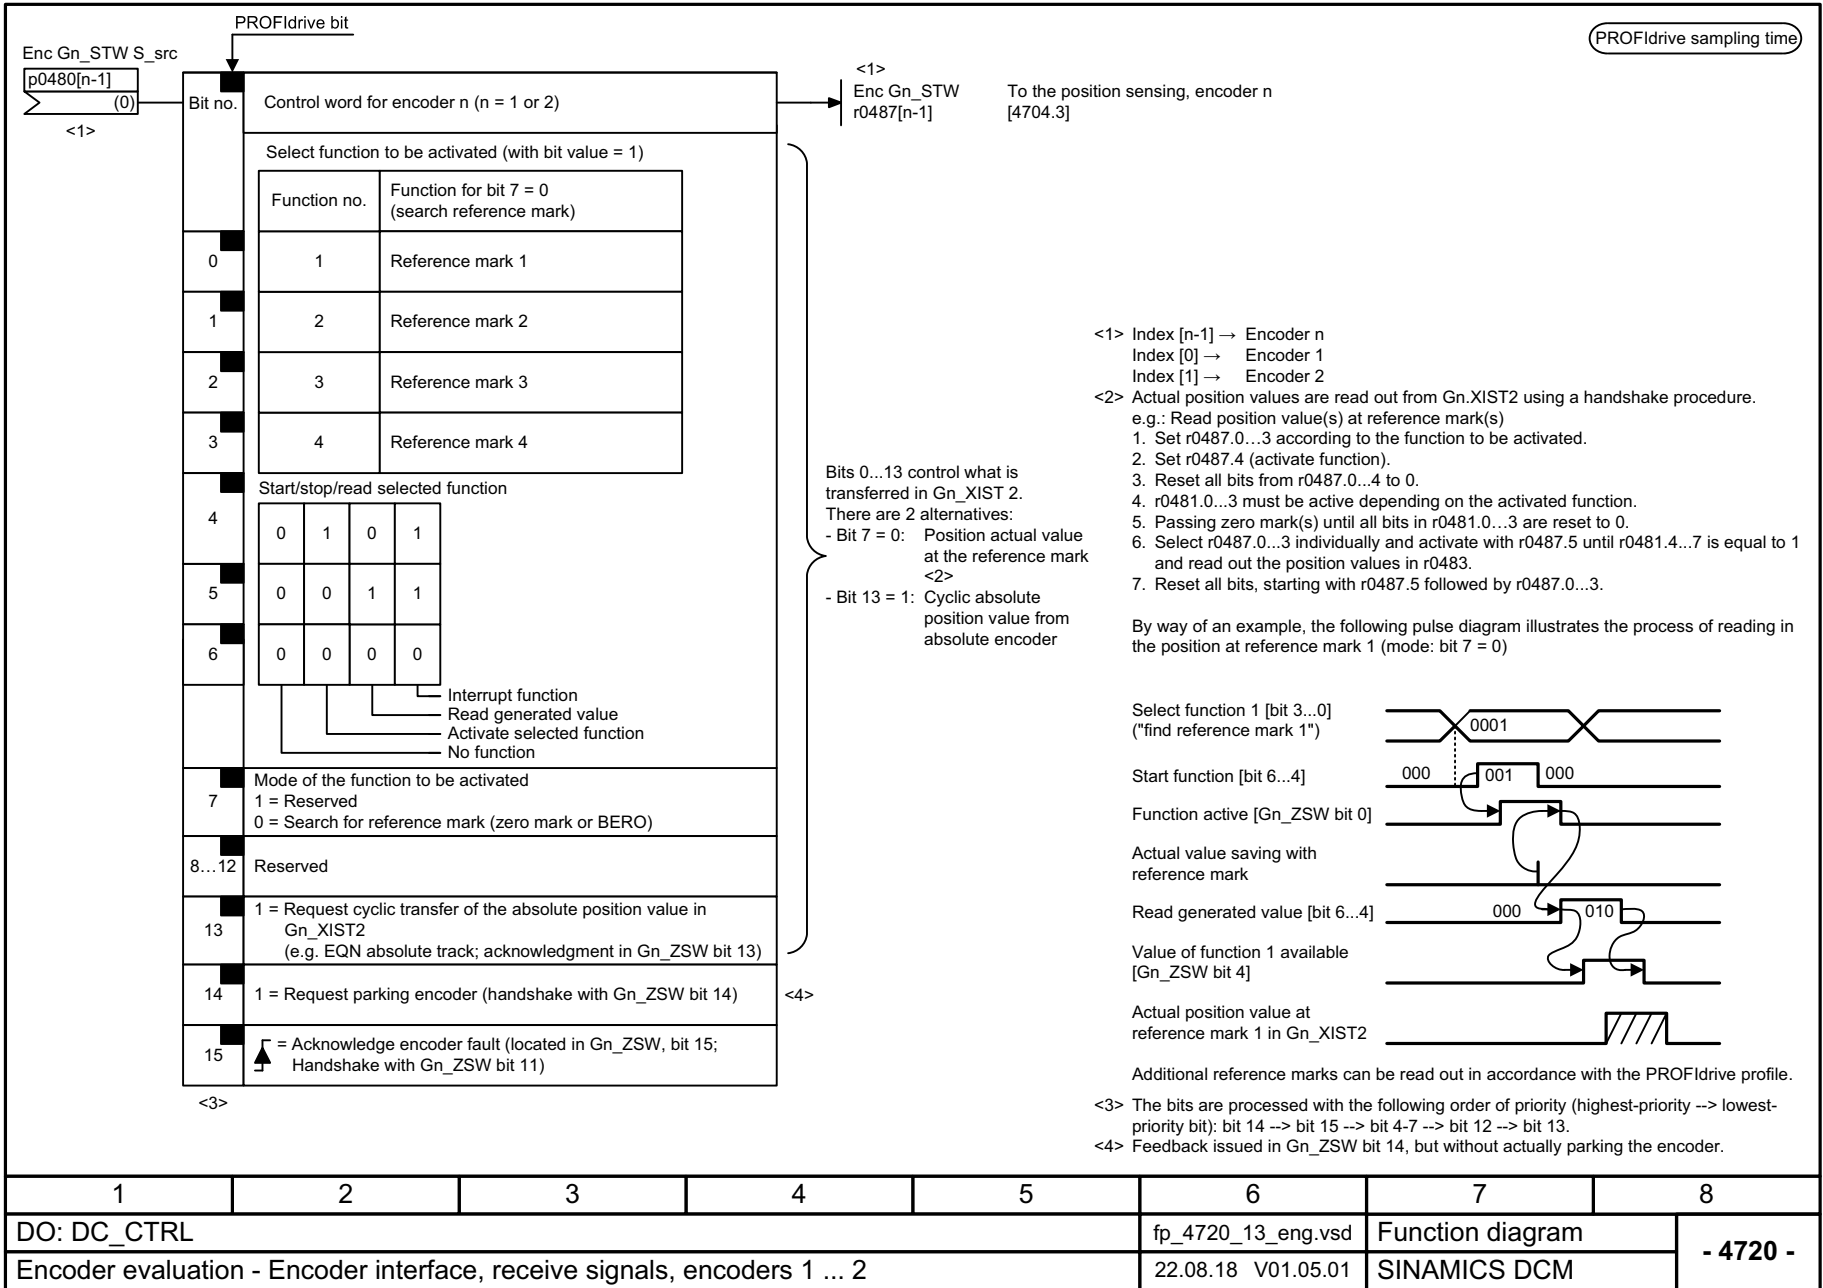 PROFIdrive bit
PROFIdrive sampling time
Enc Gn_STW S_src
p0480[n-1]
(0)
<1>
Bit no.
Control word for encoder n (n = 1 or 2)
<1>
Enc Gn_STW
r0487[n-1]
To the position sensing, encoder n
[4704.3]
Select function to be activated (with bit value = 1)
Function no.
Function for bit 7 = 0
(search reference mark)
0
1
Reference mark 1
1
2
Reference mark 2
2
3
Reference mark 3
3
4
Reference mark 4
Start/stop/read selected function
4
0 1 0 1
5
0 0 1 1
6
0 0 0 0
Interrupt function
Read generated value
Activate selected function
No function
7
Mode of the function to be activated
1 = Reserved
0 = Search for reference mark (zero mark or BERO)
8…12
Reserved
13
1 = Request cyclic transfer of the absolute position value in
Gn_XIST2
(e.g. EQN absolute track; acknowledgment in Gn_ZSW bit 13)
14
1 = Request parking encoder (handshake with Gn_ZSW bit 14)
<4>
15
= Acknowledge encoder fault (located in Gn_ZSW, bit 15;
Handshake with Gn_ZSW bit 11)
<3>
Bits 0...13 control what is
transferred in Gn_XIST 2.
There are 2 alternatives:
- Bit 7 = 0: Position actual value
at the reference mark
<2>
- Bit 13 = 1: Cyclic absolute
position value from
absolute encoder
<1> Index [n-1] → Encoder n
Index [0] → Encoder 1
Index [1] → Encoder 2
<2> Actual position values are read out from Gn.XIST2 using a handshake procedure.
e.g.: Read position value(s) at reference mark(s)
1. Set r0487.0…3 according to the function to be activated.
2. Set r0487.4 (activate function).
3. Reset all bits from r0487.0...4 to 0.
4. r0481.0...3 must be active depending on the activated function.
5. Passing zero mark(s) until all bits in r0481.0…3 are reset to 0.
6. Select r0487.0...3 individually and activate with r0487.5 until r0481.4...7 is equal to 1
and read out the position values in r0483.
7. Reset all bits, starting with r0487.5 followed by r0487.0...3.
By way of an example, the following pulse diagram illustrates the process of reading in
the position at reference mark 1 (mode: bit 7 = 0)
Select function 1 [bit 3...0]
("find reference mark 1")
0001
Start function [bit 6...4]
000 001 000
Function active [Gn_ZSW bit 0]
Actual value saving with
reference mark
Read generated value [bit 6...4]
000 010
Value of function 1 available
[Gn_ZSW bit 4]
Actual position value at
reference mark 1 in Gn_XIST2
Additional reference marks can be read out in accordance with the PROFIdrive profile.
<3> The bits are processed with the following order of priority (highest-priority --> lowest-
priority bit): bit 14 --> bit 15 --> bit 4-7 --> bit 12 --> bit 13.
<4> Feedback issued in Gn_ZSW bit 14, but without actually parking the encoder.
1 2 3 4 5 6 7 8
DO: DC_CTRL
fp_4720_13_eng.vsd
Function diagram
- 4720 -
Encoder evaluation - Encoder interface, receive signals, encoders 1 ... 2
22.08.18 V01.05.01
SINAMICS DCM